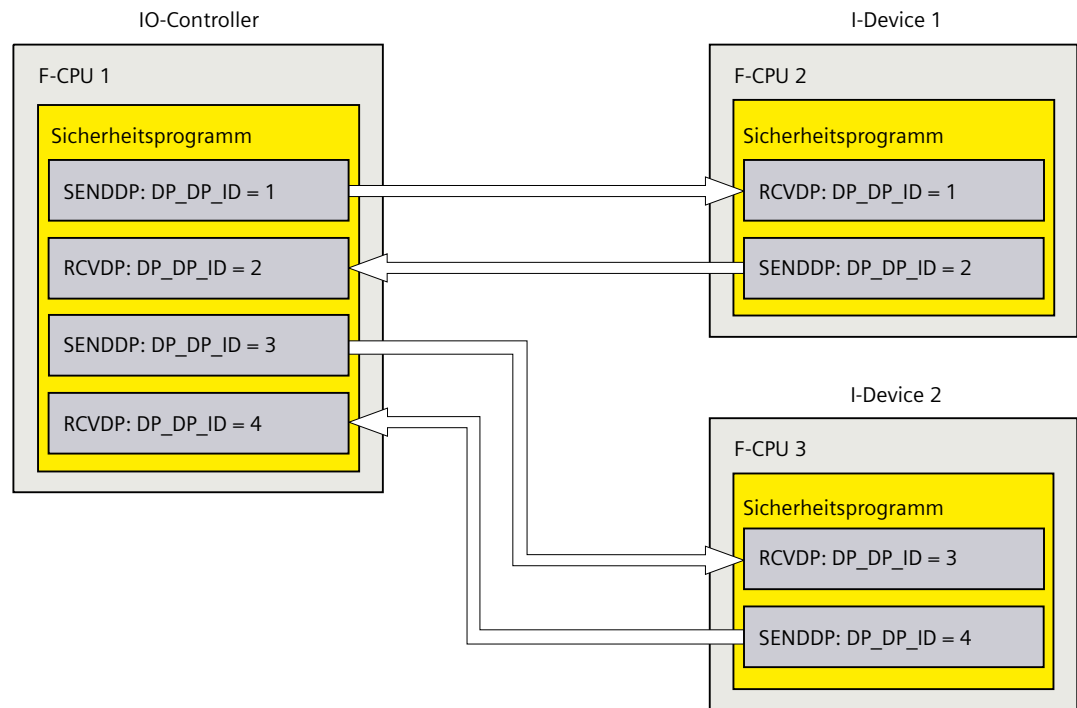 IO-Controller
F-CPU 1
Sicherheitsprogramm
SENDDP: DP_DP_ID = 1
RCVDP: DP_DP_ID = 2
SENDDP: DP_DP_ID = 3
RCVDP: DP_DP_ID = 4
I-Device 1
F-CPU 2
Sicherheitsprogramm
RCVDP: DP_DP_ID = 1
SENDDP: DP_DP_ID = 2
I-Device 2
F-CPU 3
Sicherheitsprogramm
RCVDP: DP_DP_ID = 3
SENDDP: DP_DP_ID = 4